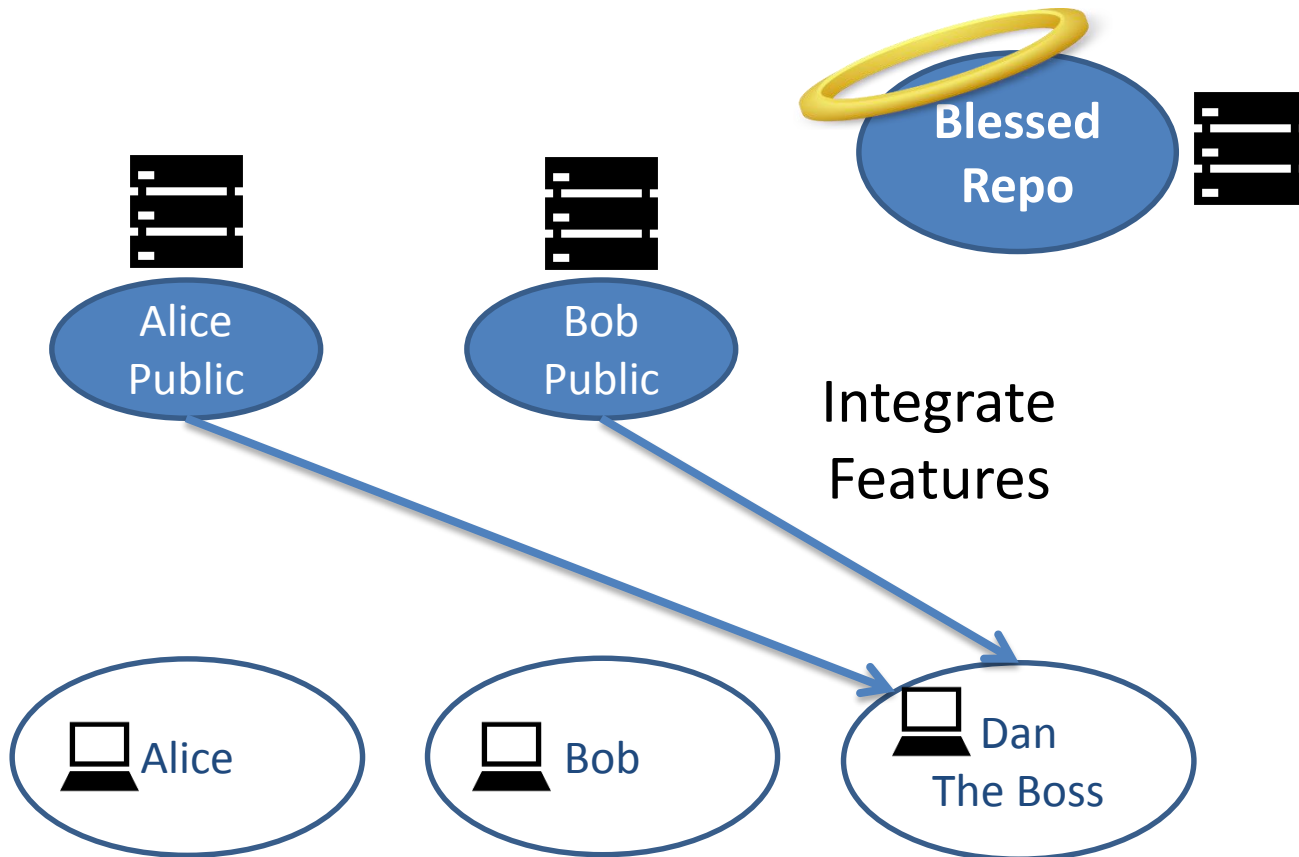 Blessed
Repo
Alice
Public
Bob
Public
Integrate
Features
Alice
Bob
Dan
The Boss